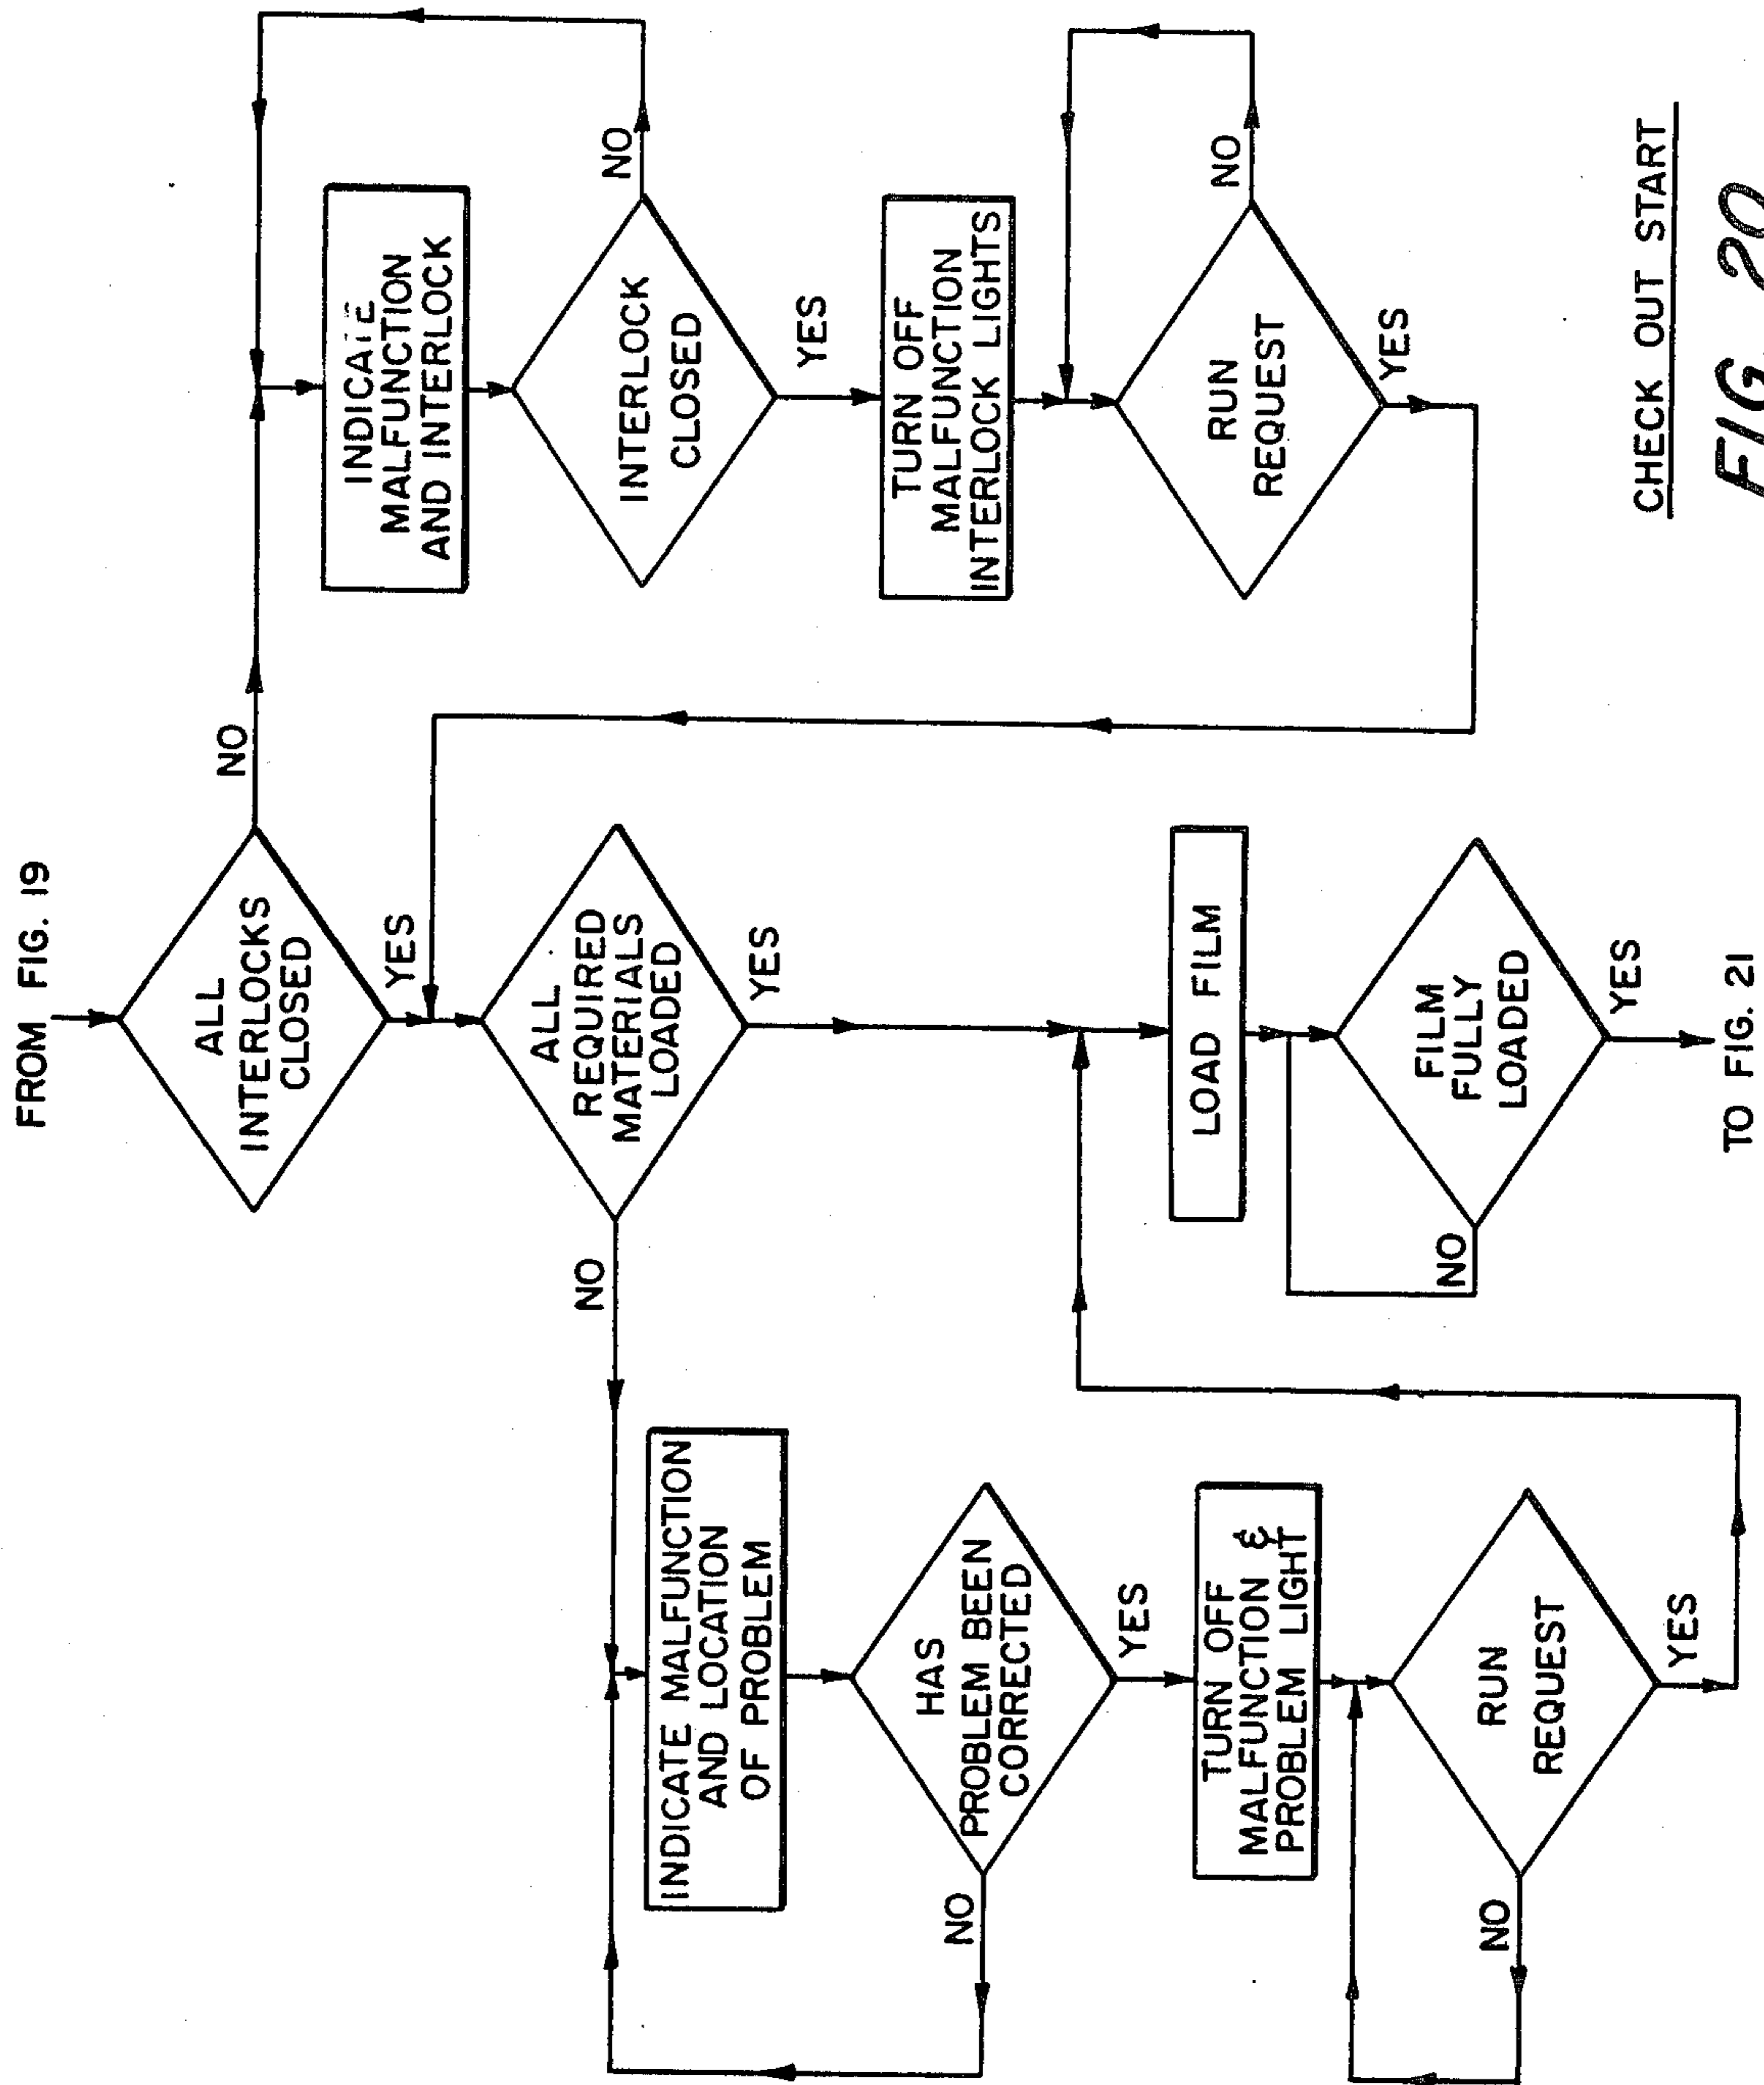 FROM FIG. 19
ALL
INTERLOCKS
CLOSED
NO
YES
INDICATE
MALFUNCTION
AND INTERLOCK
INTERLOCK
CLOSED
NO
YES
TURN OFF
MALFUNCTION
INTERLOCK LIGHTS
RUN
REQUEST
NO
YES
ALL
REQUIRED
MATERIALS
LOADED
NO
YES
INDICATE MALFUNCTION
AND LOCATION
OF PROBLEM
HAS
PROBLEM BEEN
CORRECTED
NO
YES
TURN OFF
MALFUNCTION &
PROBLEM LIGHT
RUN
REQUEST
NO
YES
LOAD FILM
FILM
FULLY
LOADED
NO
YES
TO FIG. 21
CHECK OUT START
FIG. 20